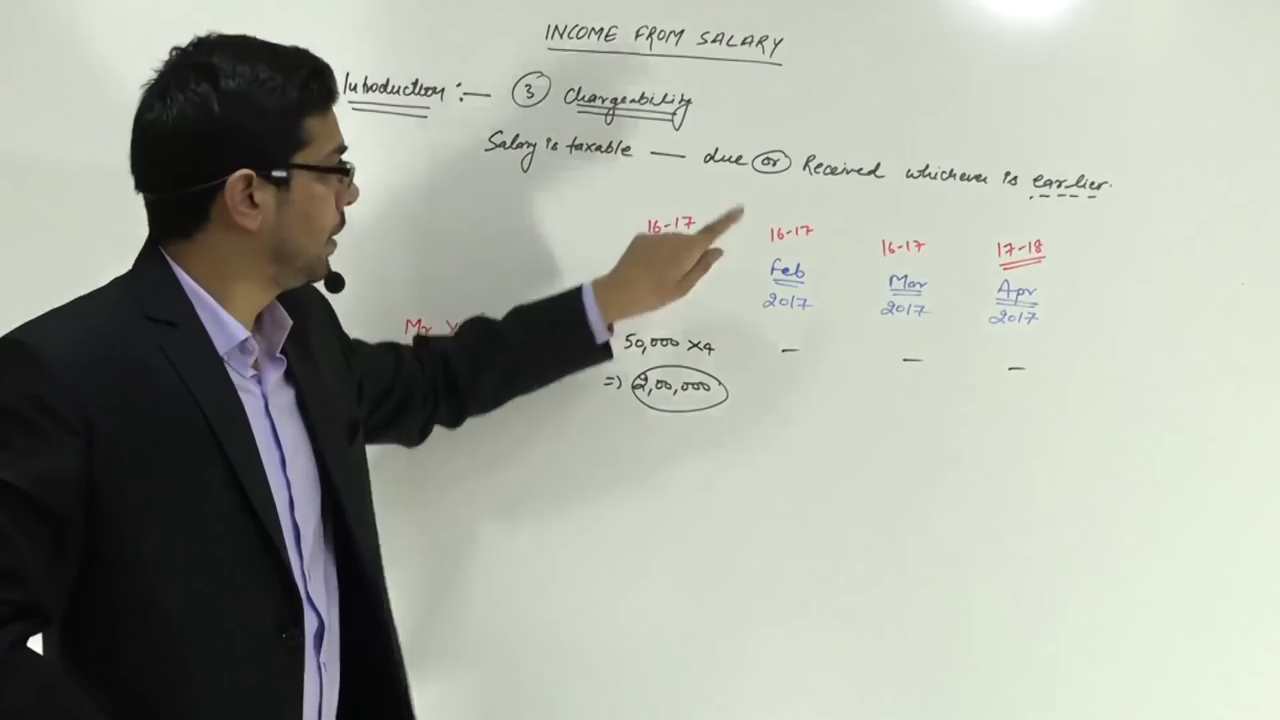 INCOME FROM SALARY
Introduction :— ③ Chargeability
Salary is taxable — due or Received whichever is earlier.
16-17 16-17 16-17 17-18
Feb Mar Apr
2017 2017 2017
Mr
50,000 x4 — — —
=) 2,00,000